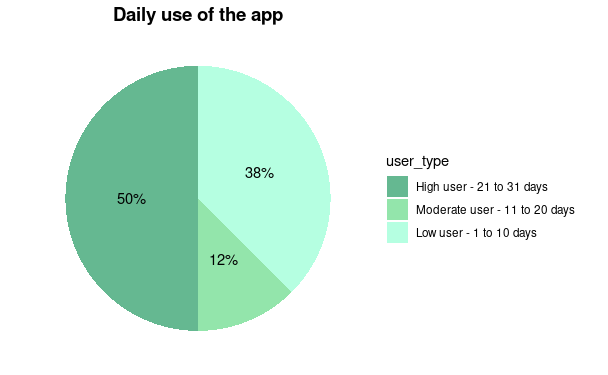 Daily use of the app
38%
50%
12%
user_type
High user - 21 to 31 days
Moderate user - 11 to 20 days
Low user - 1 to 10 days